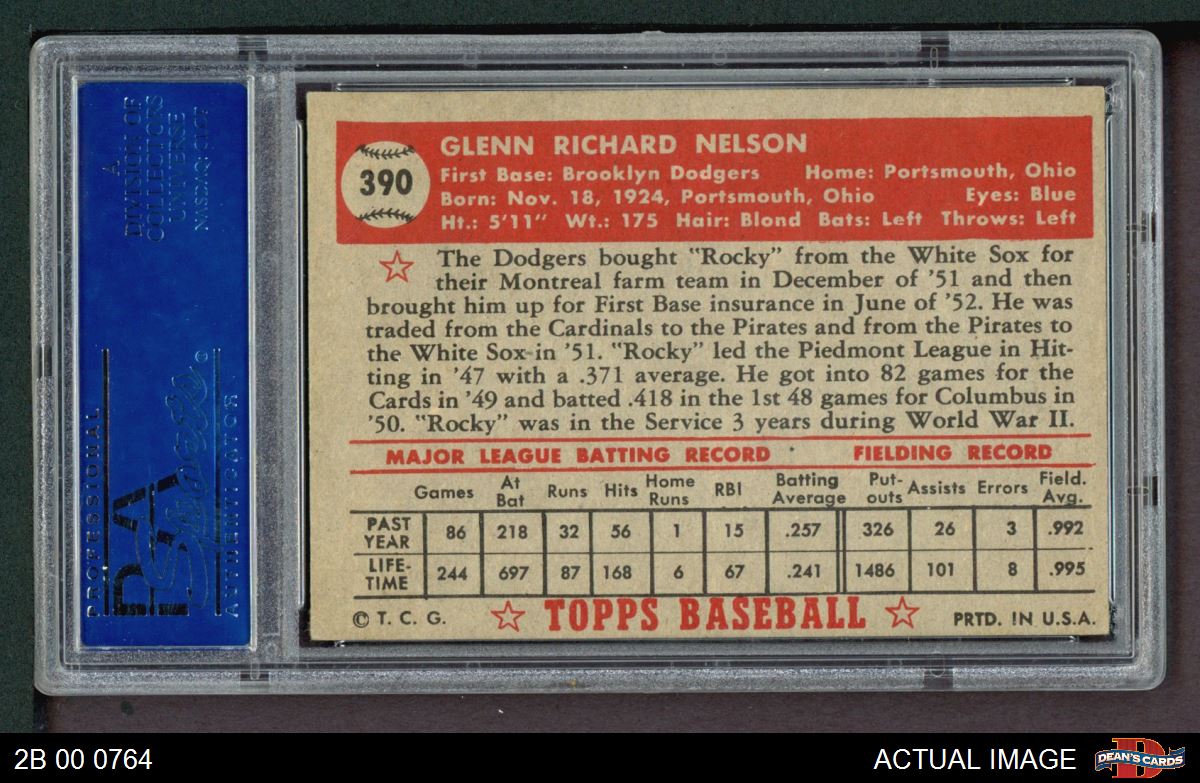 A
DIVISION OF
COLLECTORS
UNIVERSE
NASDAQ: CLCT
PROFESSIONAL
PSA
Sports
AUTHENTICATOR
390
GLENN RICHARD NELSON
First Base: Brooklyn Dodgers Home: Portsmouth, Ohio
Born: Nov. 18, 1924, Portsmouth, Ohio Eyes: Blue
Ht.: 5'11" Wt.: 175 Hair: Blond Bats: Left Throws: Left
The Dodgers bought "Rocky" from the White Sox for
their Montreal farm team in December of '51 and then
brought him up for First Base insurance in June of '52. He was
traded from the Cardinals to the Pirates and from the Pirates to
the White Sox in '51. "Rocky" led the Piedmont League in Hit-
ting in '47 with a .371 average. He got into 82 games for the
Cards in '49 and batted .418 in the 1st 48 games for Columbus in
'50. "Rocky" was in the Service 3 years during World War II.
MAJOR LEAGUE BATTING RECORD FIELDING RECORD
Games At Bat Runs Hits Home Runs RBI Batting Average Put-outs Assists Errors Field. Avg.
PAST YEAR 86 218 32 56 1 15 .257 326 26 3 .992
LIFE-TIME 244 697 87 168 6 67 .241 1486 101 8 .995
© T. C. G. TOPPS BASEBALL PRTD. IN U.S.A.
2B 00 0764 ACTUAL IMAGE D DEAN'S CARDS